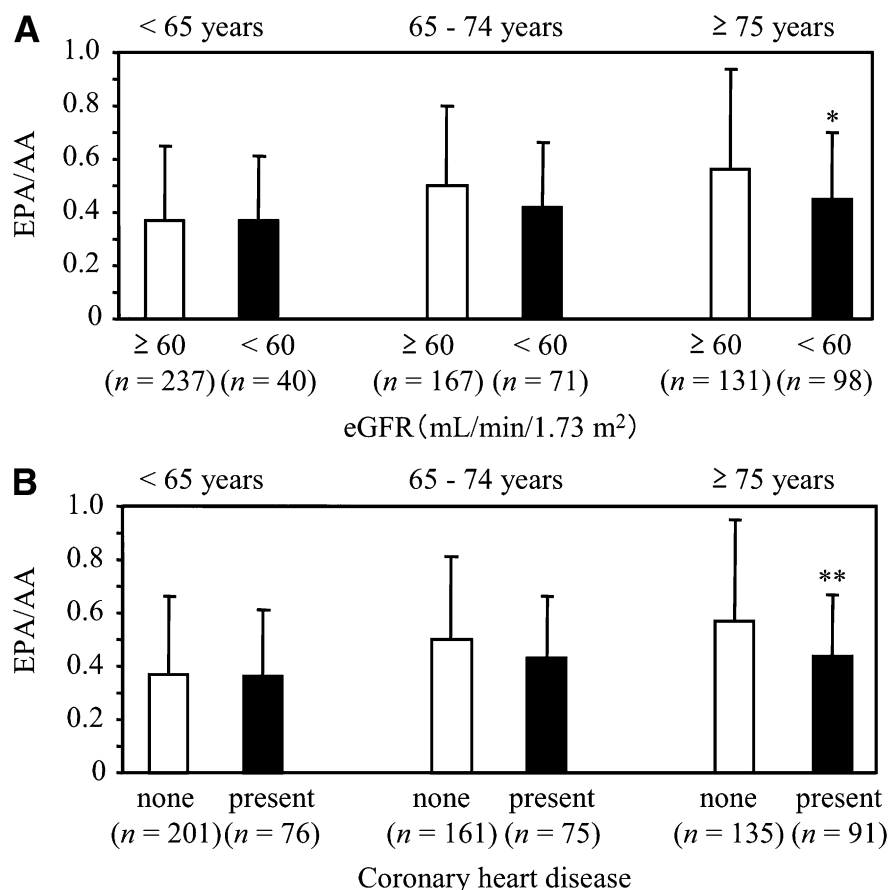 A
< 65 years 65 - 74 years ≥ 75 years
EPA/AA
1.0
0.8
0.6
0.4
0.2
0
*
≥ 60 < 60 ≥ 60 < 60 ≥ 60 < 60
(n = 237) (n = 40) (n = 167) (n = 71) (n = 131) (n = 98)
eGFR(mL/min/1.73 m²)
B
< 65 years 65 - 74 years ≥ 75 years
EPA/AA
1.0
0.8
0.6
0.4
0.2
0
**
none present none present none present
(n = 201) (n = 76) (n = 161) (n = 75) (n = 135) (n = 91)
Coronary heart disease